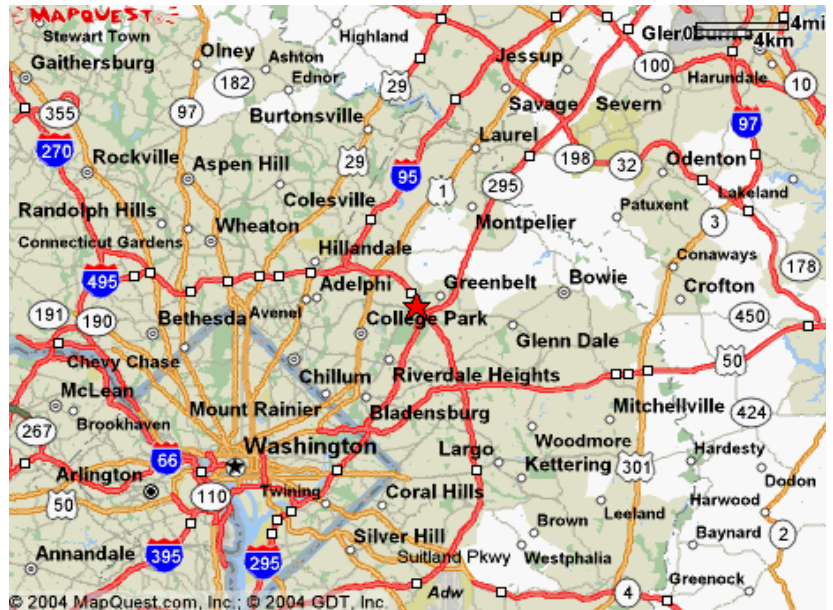 MAPQUEST
4mi
4km
Stewart Town
Highland
Olney
Ashton
Ednor
Jessup
Gaithersburg
182
29
100
Harundale
10
355
97
Burtonsville
Savage
Severn
270
Rockville
Aspen Hill
29
95
Laurel
198
32
97
Odenton
Colesville
1
295
Lakeland
Randolph Hills
Wheaton
Montpelier
Patuxent
3
Connecticut Gardens
Hillandale
Conaways
178
495
Adelphi
Greenbelt
Bowie
Crofton
191
190
Bethesda
Avenel
College Park
Glenn Dale
450
Chevy Chase
50
McLean
Chillum
Riverdale Heights
Brookhaven
Mount Rainier
Bladensburg
Mitchellville
424
267
Washington
Woodmore
66
Largo
Hardesty
Arlington
Kettering
301
Dodon
50
110
Twining
Coral Hills
Leeland
Harwood
Silver Hill
Brown
Baynard
2
Annandale
395
295
Suitland Pkwy
Westphalia
Greenock
Adw
4
© 2004 MapQuest.com, Inc.; © 2004 GDT, Inc.